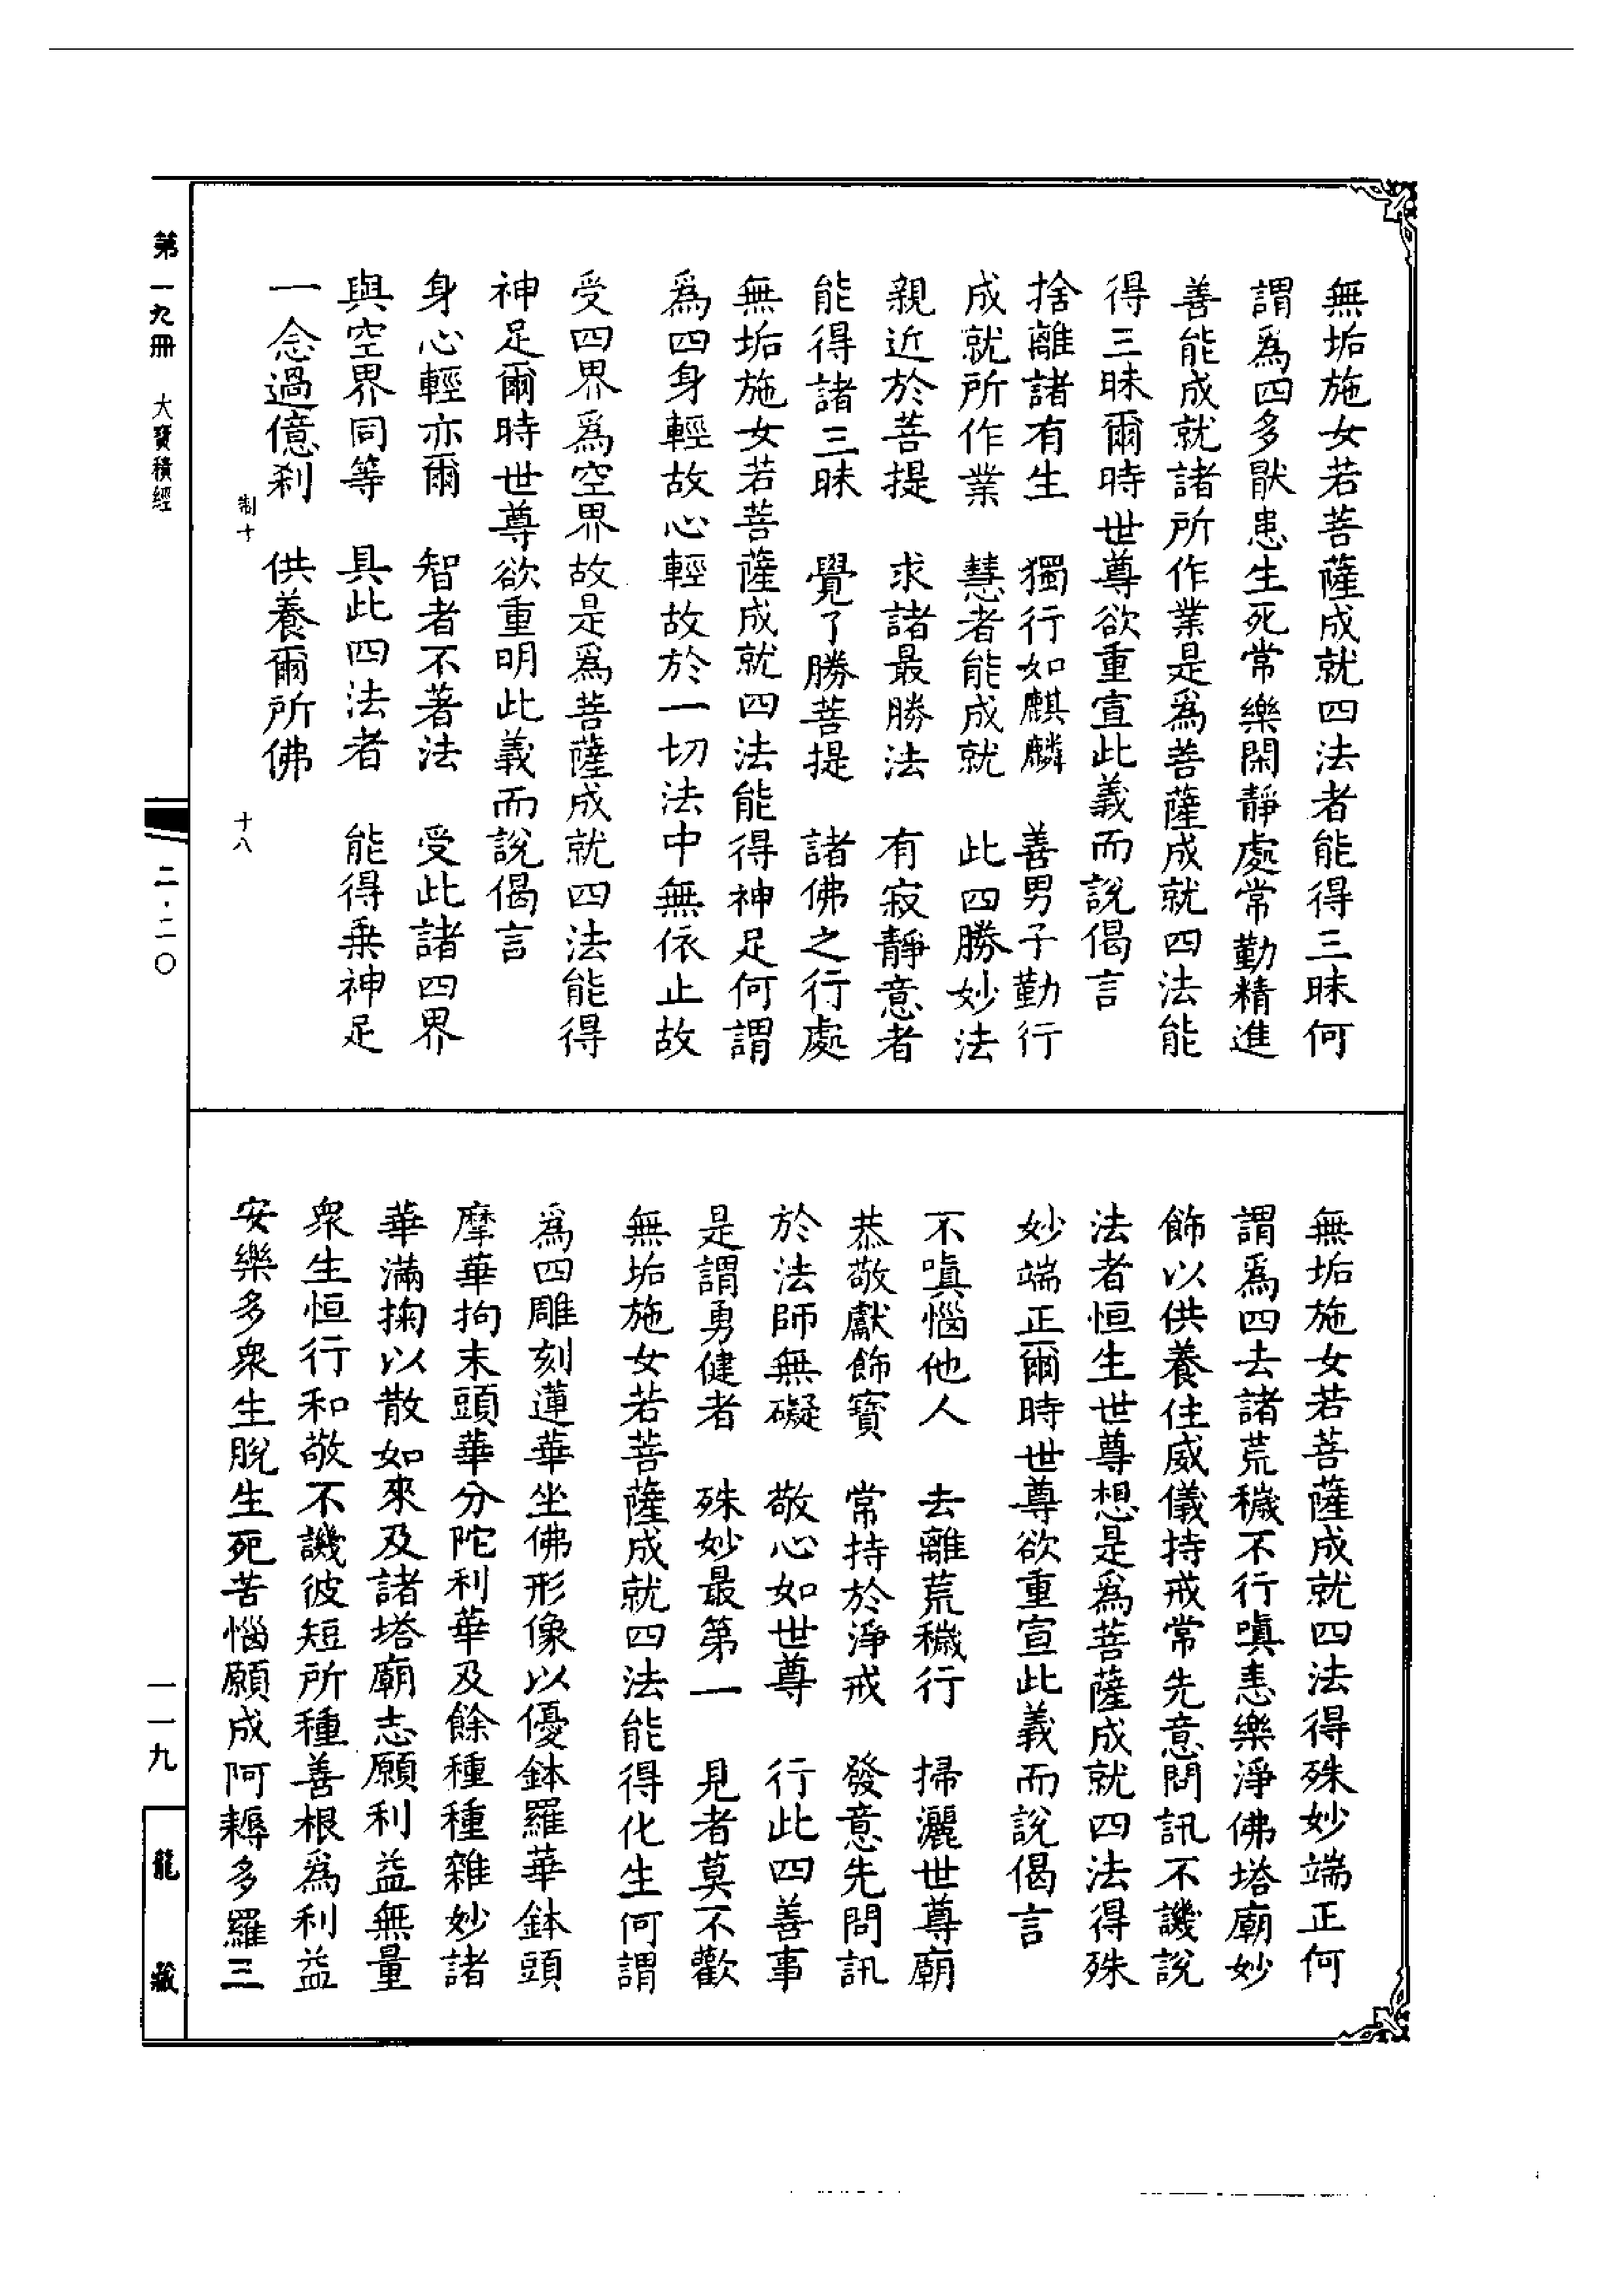 無垢施女若菩薩成就四法者能得三昧何
謂爲四多猒患生死常樂閑靜處常勤精進
善能成就諸所作業是爲菩薩成就四法能
得三昧爾時世尊欲重宣此義而說偈言
捨離諸有生　獨行如麒麟　善男子勤行
成就所作業　慧者能成就　此四勝妙法
親近於菩提　求諸最勝法　有寂靜意者
能得諸三昧　覺了勝菩提　諸佛之行處
無垢施女若菩薩成就四法能得神足何謂
爲四身輕故心輕故於一切法中無依止故
受四界爲空界故是爲菩薩成就四法能得
神足爾時世尊欲重明此義而說偈言
身心輕亦爾　智者不著法　受此諸四界
與空界同等　具此四法者　能得乗神足
一念過億刹　供養爾所佛
制十　十八
無垢施女若菩薩成就四法得殊妙端正何
謂爲四去諸荒穢不行嗔恚樂淨佛塔廟妙
飾以供養住威儀持戒常先意問訊不譏說
法者恒生世尊想是爲菩薩成就四法得殊
妙端正爾時世尊欲重宣此義而說偈言
不嗔惱他人　去離荒穢行　掃灑世尊廟
恭敬獻飾寳　常持於淨戒　發意先問訊
於法師無礙　敬心如世尊　行此四善事
是謂勇健者　殊妙最第一　見者莫不歡
無垢施女若菩薩成就四法能得化生何謂
爲四雕刻蓮華坐佛形像以優鉢羅華鉢頭
摩華拘末頭華分陀利華及餘種種雜妙諸
華滿掬以散如來及諸塔廟志願利益無量
衆生恒行和敬不譏彼短所種善根爲利益
安樂多衆生脫生死苦惱願成阿耨多羅三
第一九冊　大寳積經　二·二〇　一一九　龍藏